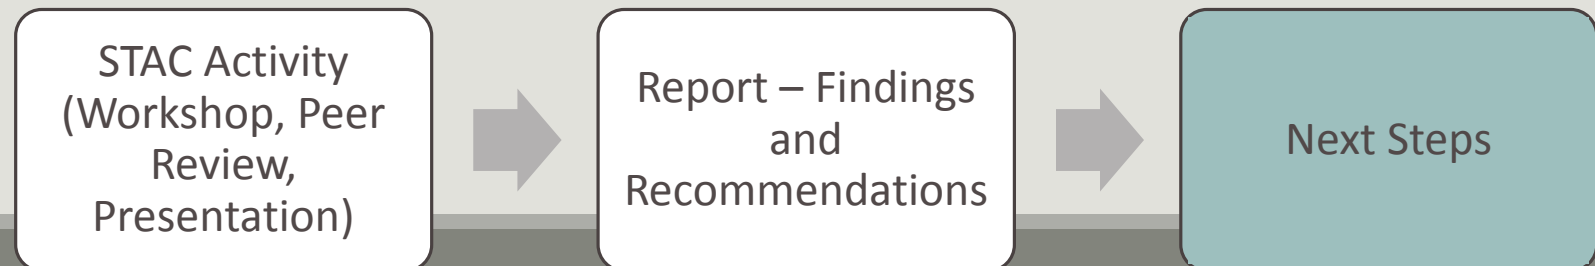 STAC Activity
(Workshop, Peer
Review,
Presentation)
Report – Findings
and
Recommendations
Next Steps